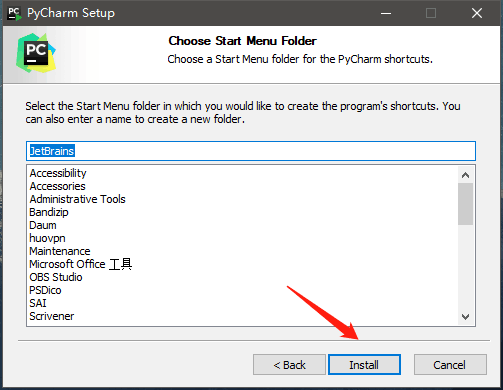 PC
PyCharm Setup
PC
Choose Start Menu Folder
Choose a Start Menu folder for the PyCharm shortcuts.
Select the Start Menu folder in which you would like to create the program's shortcuts. You
can also enter a name to create a new folder.
JetBrains
Accessibility
Accessories
Administrative Tools
Bandizip
Daum
huovpn
Maintenance
Microsoft Office 工具
OBS Studio
PSDico
SAI
Scrivener
< Back
Install
Cancel